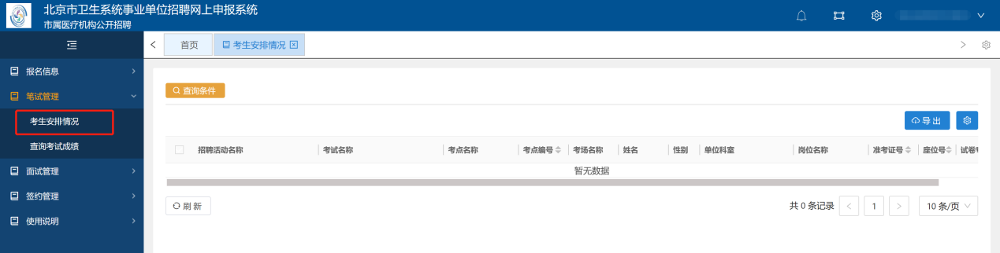 北京市卫生系统事业单位招聘网上申报系统
市属医疗机构公开招聘
首页
考生安排情况
报名信息
笔试管理
考生安排情况
查询考试成绩
面试管理
签约管理
使用说明
查询条件
导出
招聘活动名称 考试名称 考点名称 考点编号 考场名称 姓名 性别 单位科室 岗位名称 准考证号 座位号 试卷
暂无数据
刷新
共 0 条记录 < 1 > 10 条/页